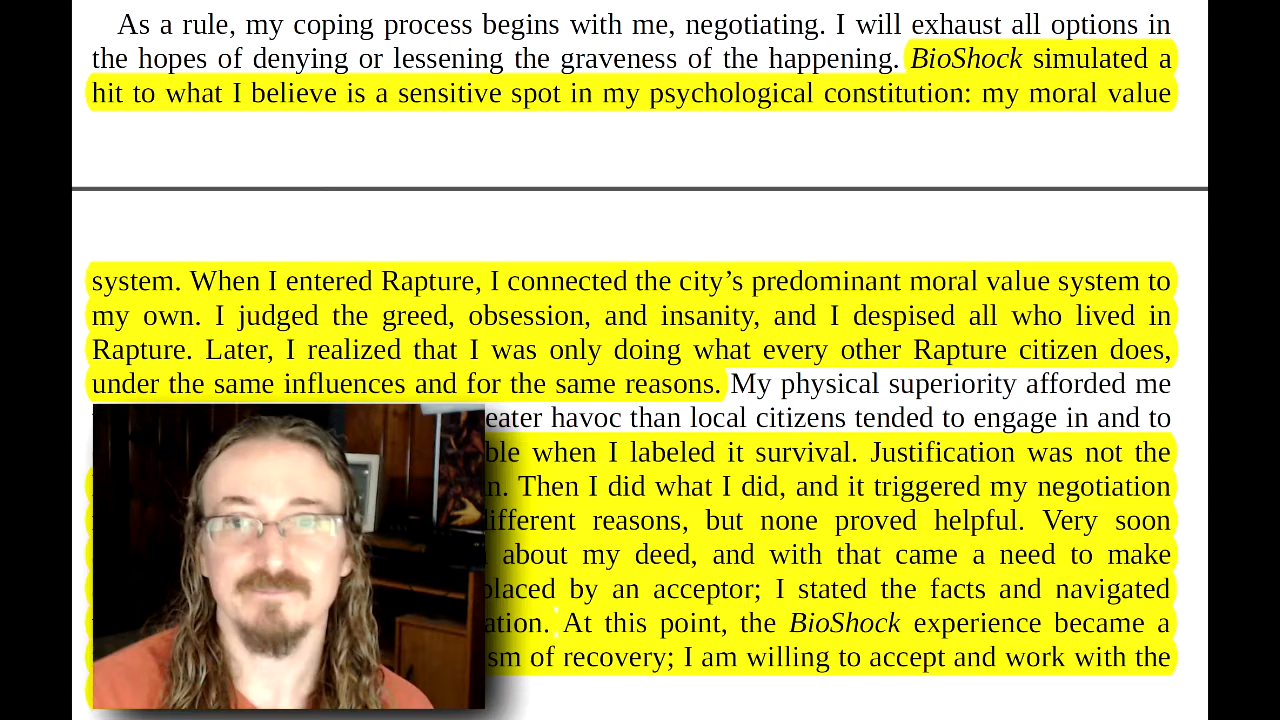 As a rule, my coping process begins with me, negotiating. I will exhaust all options in
the hopes of denying or lessening the graveness of the happening. BioShock simulated a
hit to what I believe is a sensitive spot in my psychological constitution: my moral value
system. When I entered Rapture, I connected the city’s predominant moral value system to
my own. I judged the greed, obsession, and insanity, and I despised all who lived in
Rapture. Later, I realized that I was only doing what every other Rapture citizen does,
under the same influences and for the same reasons. My physical superiority afforded me
havoc than local citizens tended to engage in and to
when I labeled it survival. Justification was not the
Then I did what I did, and it triggered my negotiation
reasons, but none proved helpful. Very soon
about my deed, and with that came a need to make
by an acceptor; I stated the facts and navigated
At this point, the BioShock experience became a
of recovery; I am willing to accept and work with the